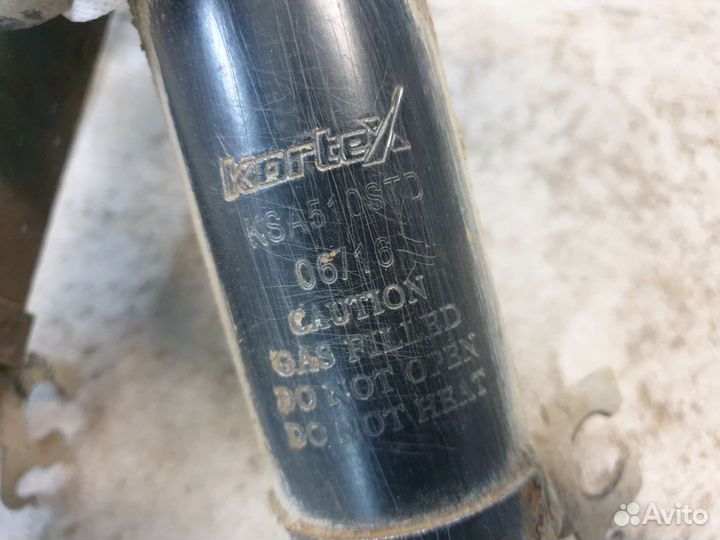 Kortex
KSA510STD
06/16
CAUTION
GAS FILLED
DO NOT OPEN
DO NOT HEAT
Avito